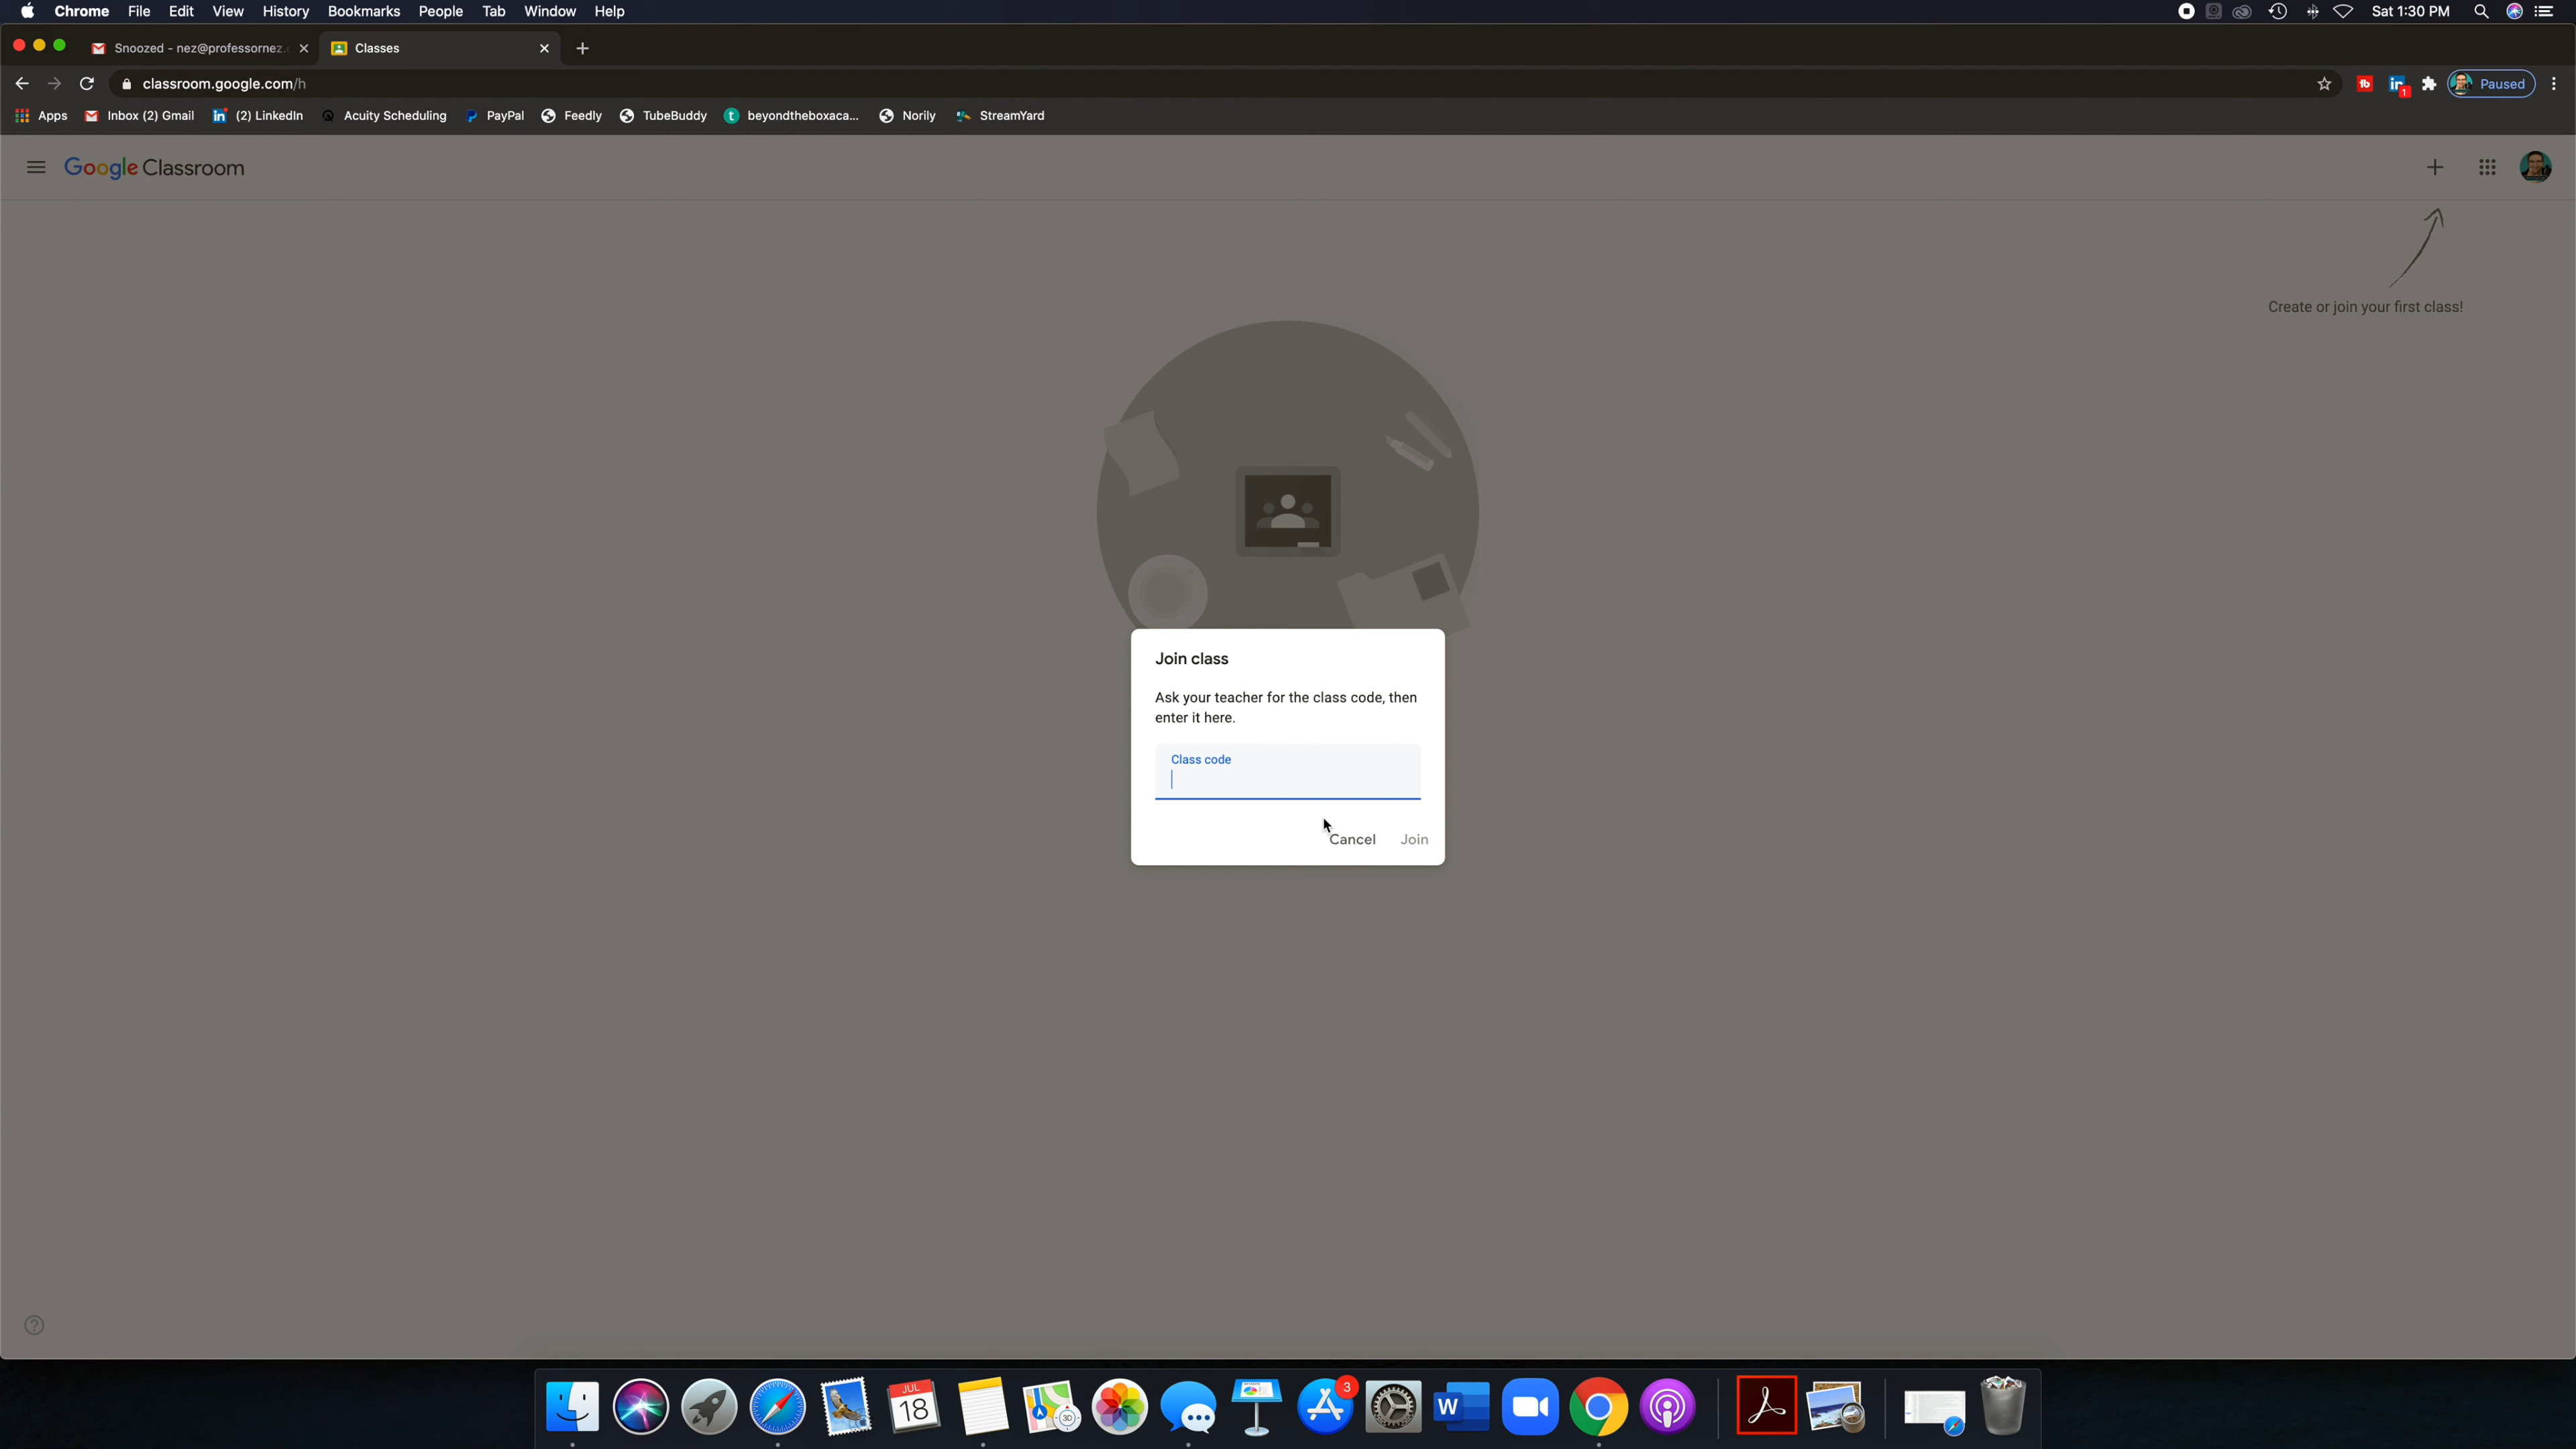 Chrome File Edit View History Bookmarks People Tab Window Help
Sat 1:30 PM
Snoozed - nez@professornez.
Classes
classroom.google.com/h
1
Paused
Apps
Inbox (2) Gmail
(2) LinkedIn
Acuity Scheduling
PayPal
Feedly
TubeBuddy
beyondtheboxaca...
Norily
StreamYard
Google Classroom
Create or join your first class!
Join class
Ask your teacher for the class code, then
enter it here.
Class code
Cancel Join
JUL
18
3D
3
W